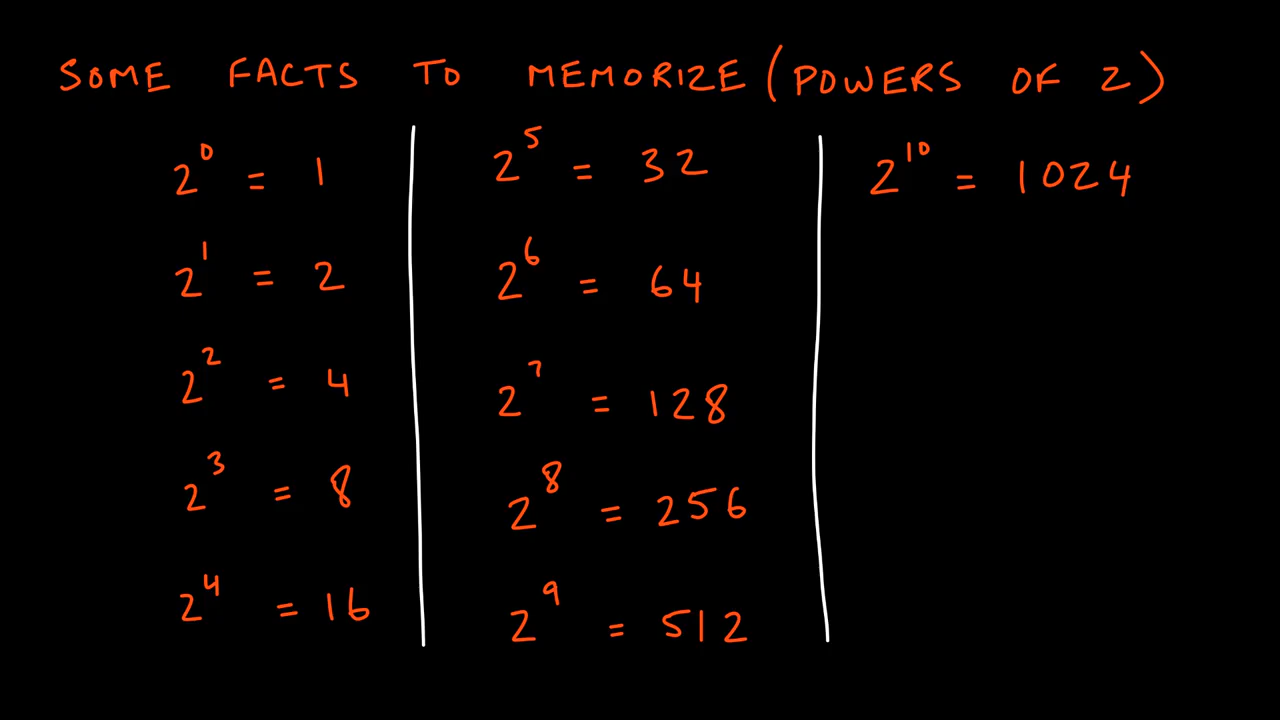 SOME FACTS TO MEMORIZE (POWERS OF 2)
2⁰ = 1
2¹ = 2
2² = 4
2³ = 8
2⁴ = 16
2⁵ = 32
2⁶ = 64
2⁷ = 128
2⁸ = 256
2⁹ = 512
2¹⁰ = 1024